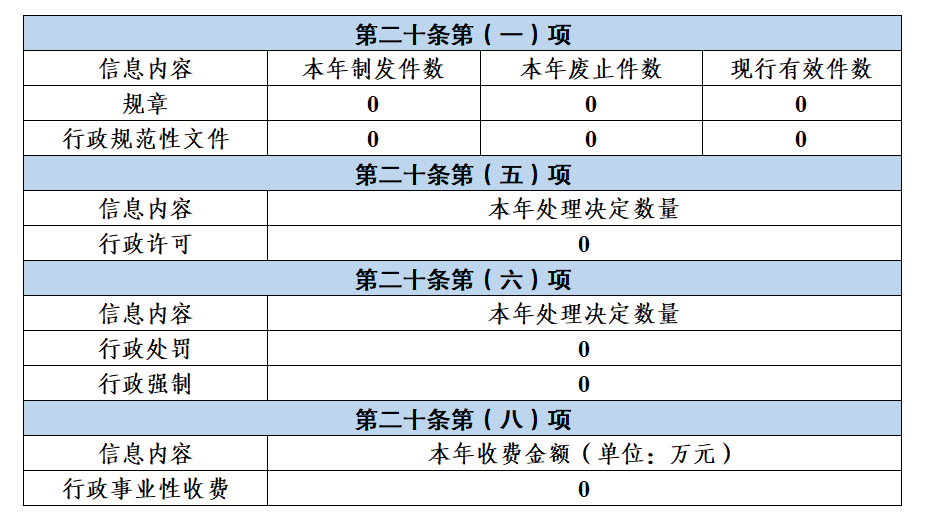 第二十条第（一）项
信息内容 本年制发件数 本年废止件数 现行有效件数
规章 0 0 0
行政规范性文件 0 0 0
第二十条第（五）项
信息内容 本年处理决定数量
行政许可 0
第二十条第（六）项
信息内容 本年处理决定数量
行政处罚 0
行政强制 0
第二十条第（八）项
信息内容 本年收费金额（单位：万元）
行政事业性收费 0